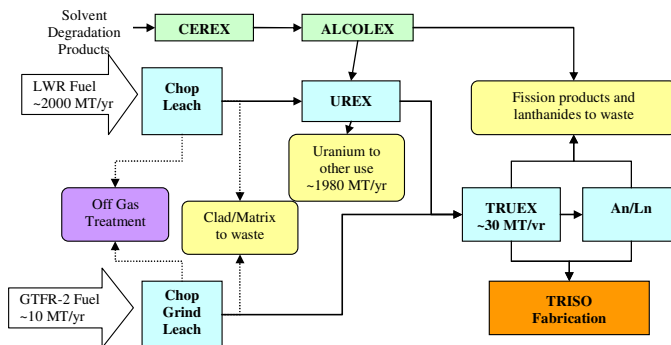 Solvent
Degradation
Products
CEREX
ALCOLEX
LWR Fuel
~2000 MT/yr
Chop
Leach
UREX
Fission products and
lanthanides to waste
Uranium to
other use
~1980 MT/yr
Off Gas
Treatment
Clad/Matrix
to waste
TRUEX
~30 MT/yr
An/Ln
GTFR-2 Fuel
~10 MT/yr
Chop
Grind
Leach
TRISO
Fabrication